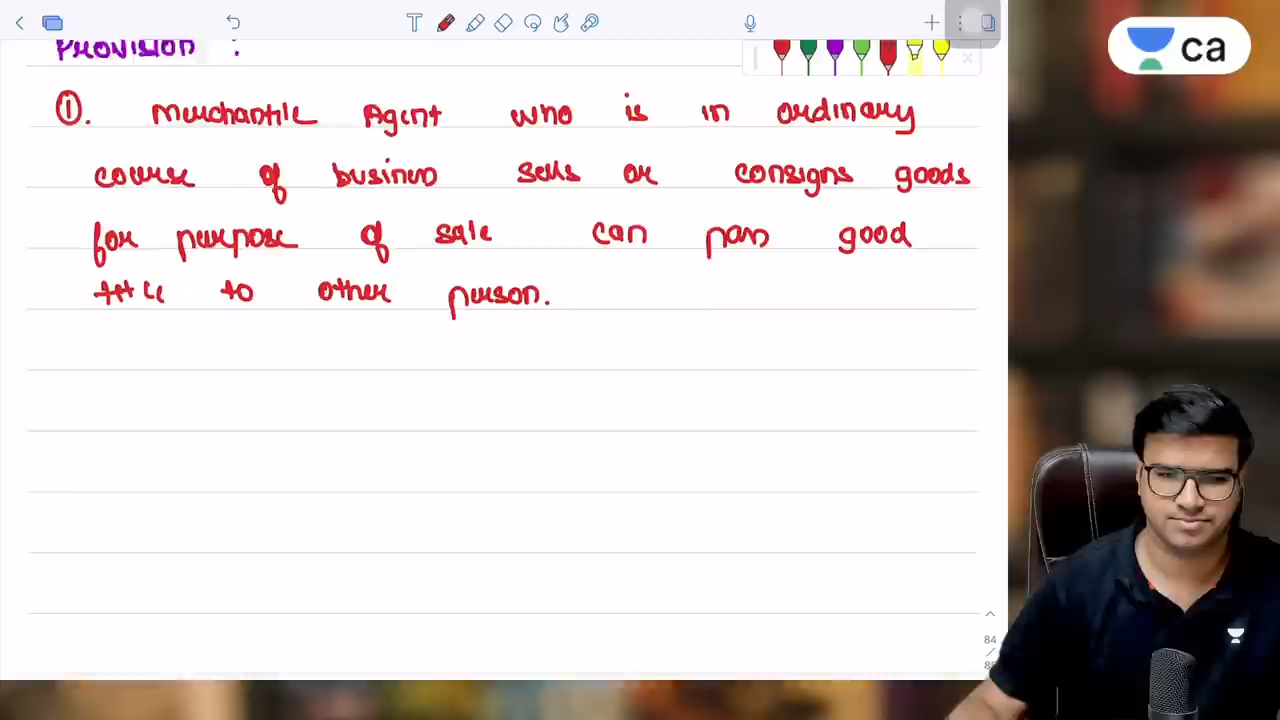 Provision :
ca
①. Merchantile Agent who is in ordinary
course of business sells or consigns goods
for purpose of sale can pass good
title to other person.
84
/